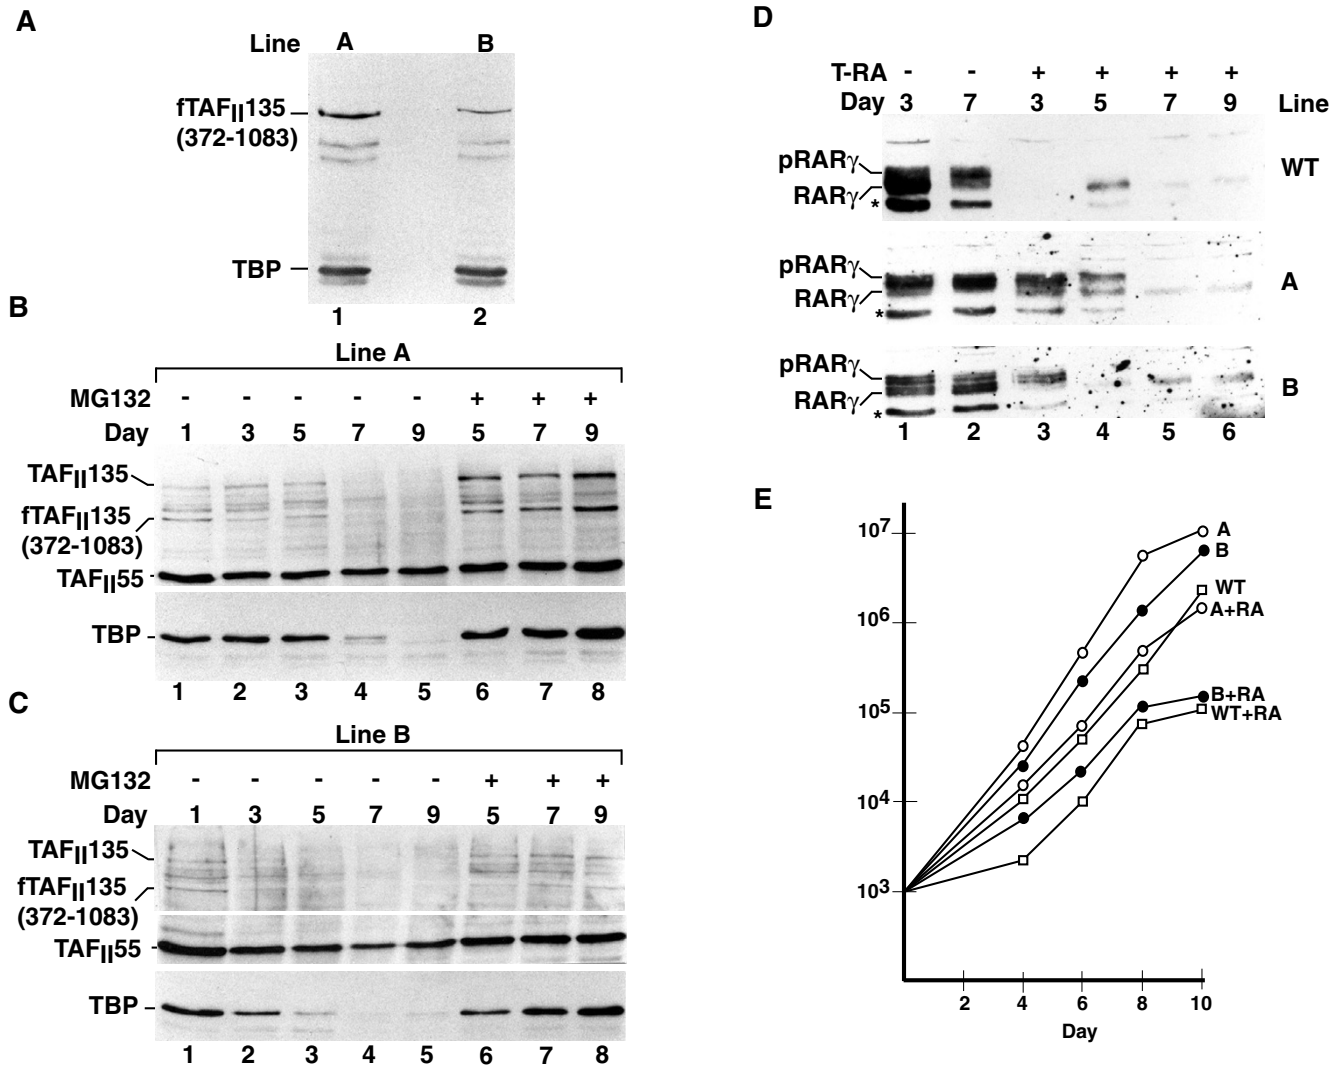 A
Line A B
fTAFII135
(372-1083)
TBP
1 2
B
Line A
MG132 - - - - - + + +
Day 1 3 5 7 9 5 7 9
TAFII135
fTAFII135
(372-1083)
TAFII55
TBP
1 2 3 4 5 6 7 8
C
Line B
MG132 - - - - - + + +
Day 1 3 5 7 9 5 7 9
TAFII135
fTAFII135
(372-1083)
TAFII55
TBP
1 2 3 4 5 6 7 8
D
T-RA - - + + + +
Day 3 7 3 5 7 9 Line
pRARγ
RARγ
*
WT
pRARγ
RARγ
*
A
pRARγ
RARγ
*
B
1 2 3 4 5 6
E
10^7
10^6
10^5
10^4
10^3
A
B
WT
A+RA
B+RA
WT+RA
2 4 6 8 10
Day